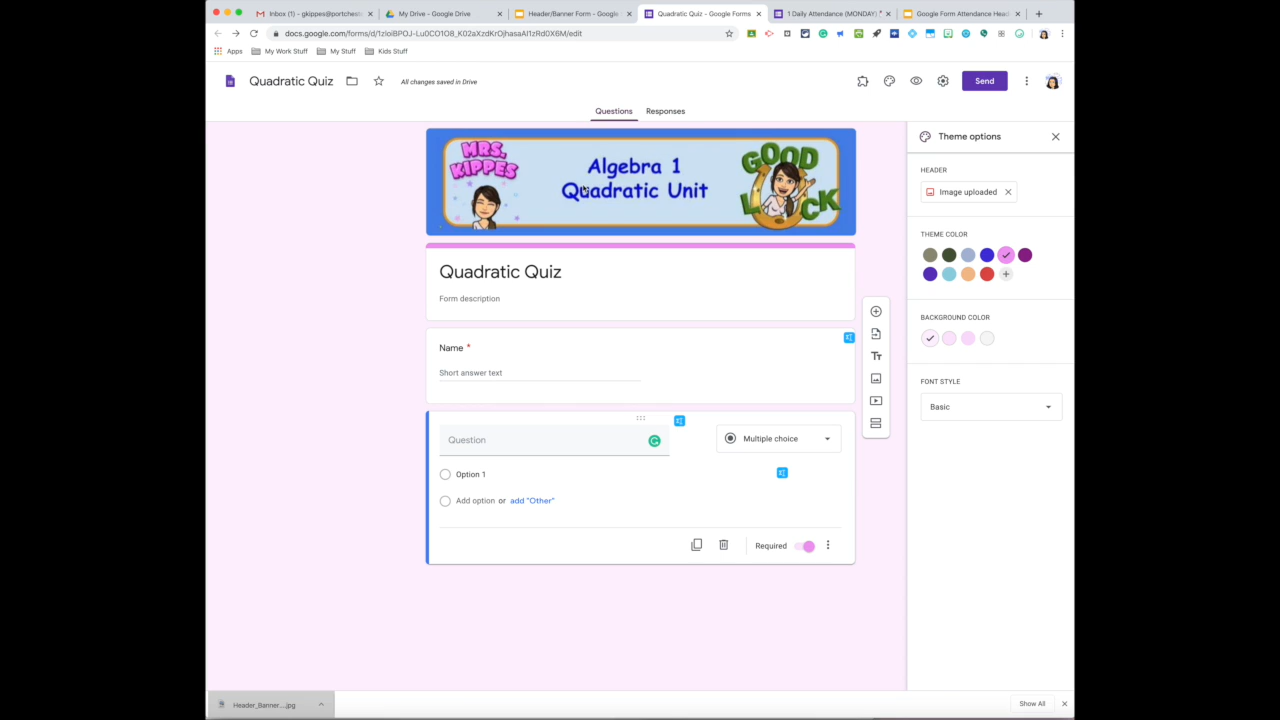 Inbox (1) - gkippes@portchest
My Drive - Google Drive
Header/Banner Form - Google
Quadratic Quiz - Google Forms
1 Daily Attendance (MONDAY) *
Google Form Attendance Head
docs.google.com/forms/d/
/edit
Apps
My Work Stuff
My Stuff
Kids Stuff
Quadratic Quiz
All changes saved in Drive
Send
Questions
Responses
MRS. KIPPES
Algebra 1
Quadratic Unit
GOOD
LUCK
Quadratic Quiz
Form description
Name *
Short answer text
Question
Multiple choice
Option 1
Add option or add "Other"
Required
Theme options
HEADER
Image uploaded
THEME COLOR
BACKGROUND COLOR
FONT STYLE
Basic
Header_Banner....jpg
Show All